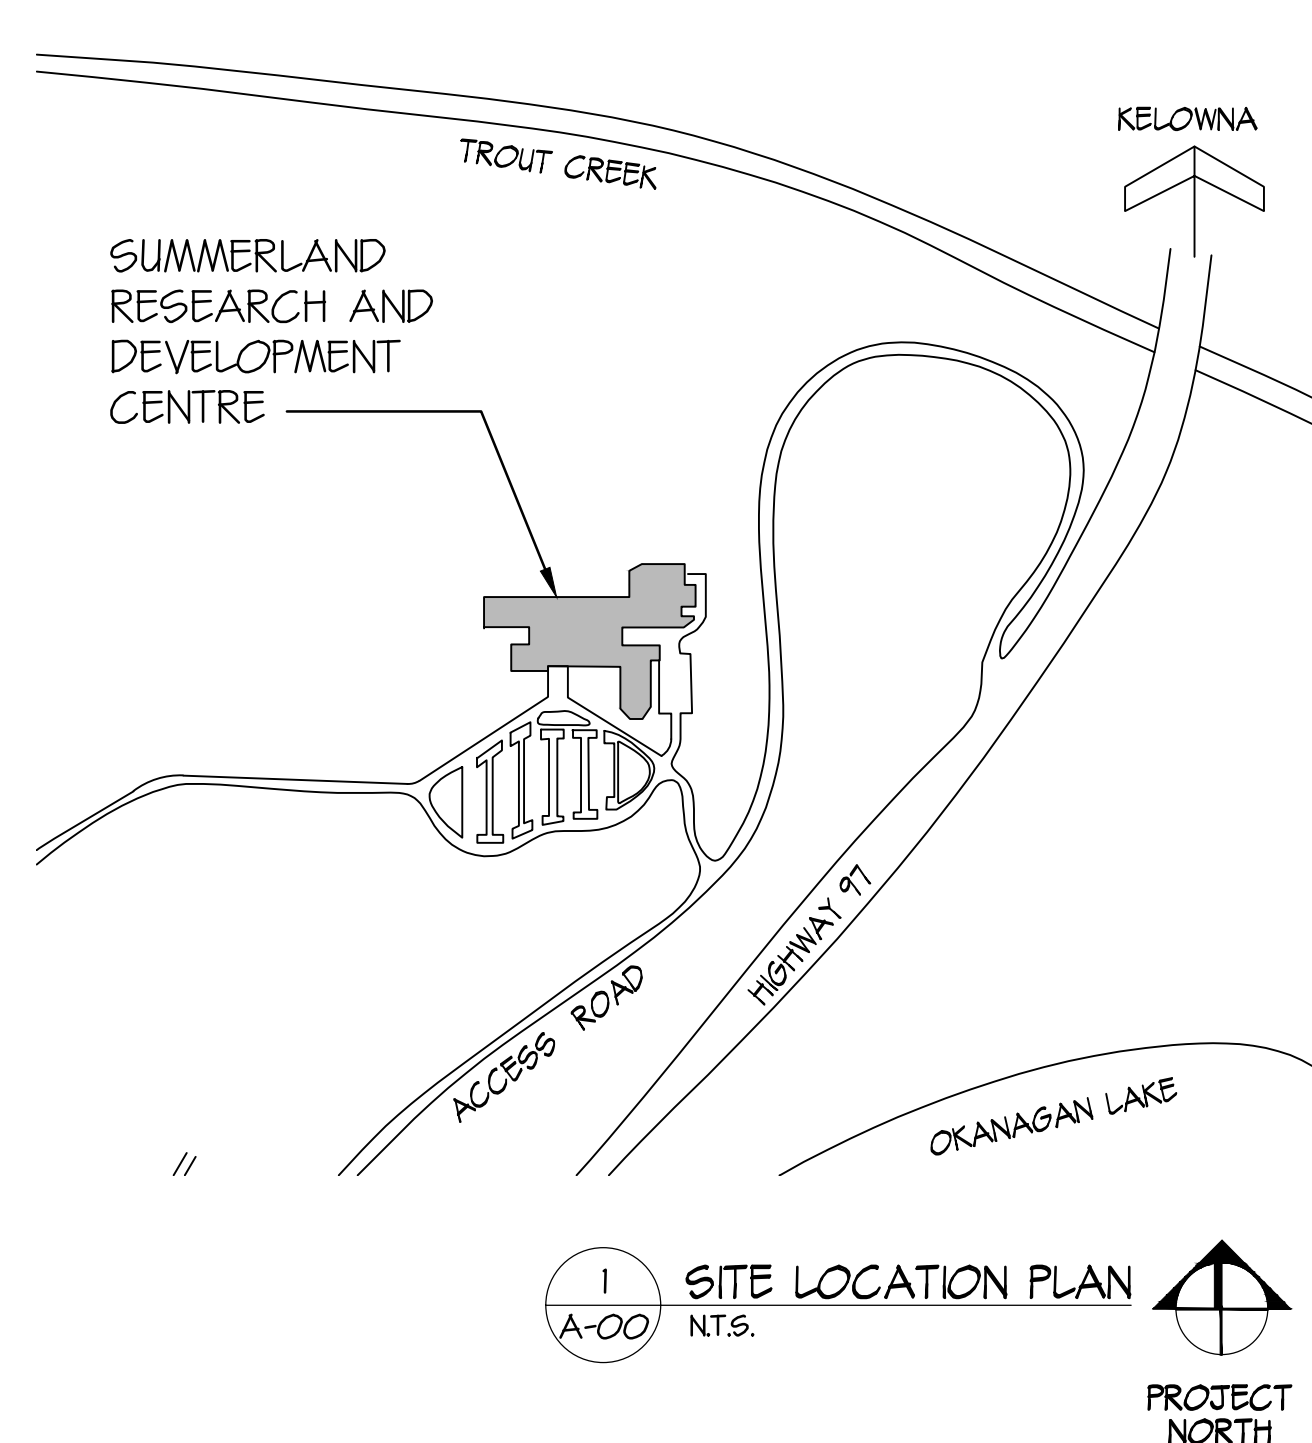 KELOWNA
TROUT CREEK
SUMMERLAND
RESEARCH AND
DEVELOPMENT
CENTRE
HIGHWAY 97
ACCESS ROAD
OKANAGAN LAKE
1
A-00
SITE LOCATION PLAN
N.T.S.
PROJECT
NORTH